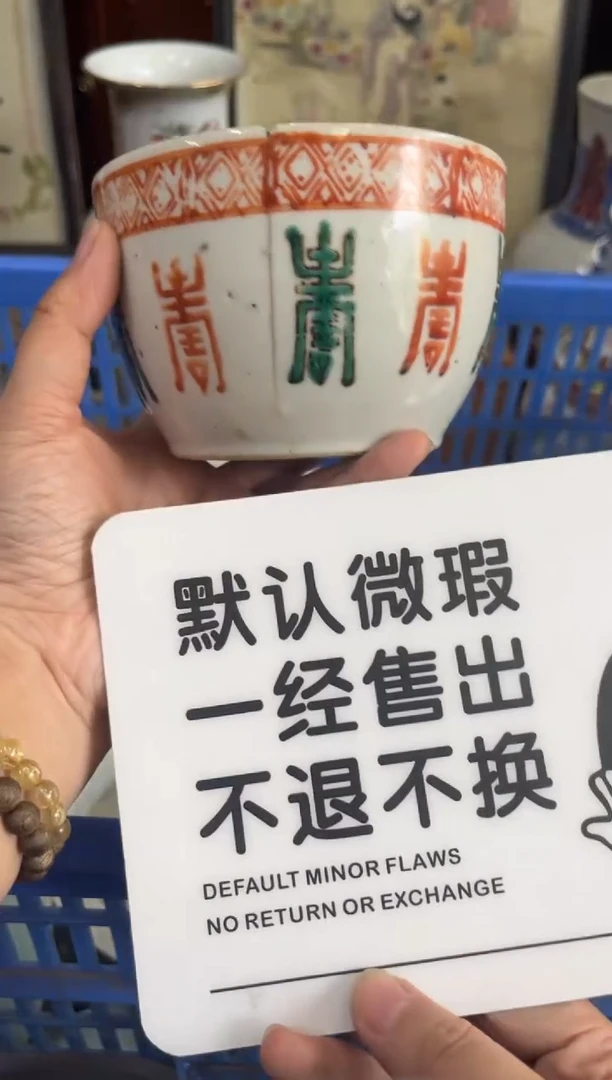 默认微瑕
一经售出
不退不换
DEFAULT MINOR FLAWS
NO RETURN OR EXCHANGE